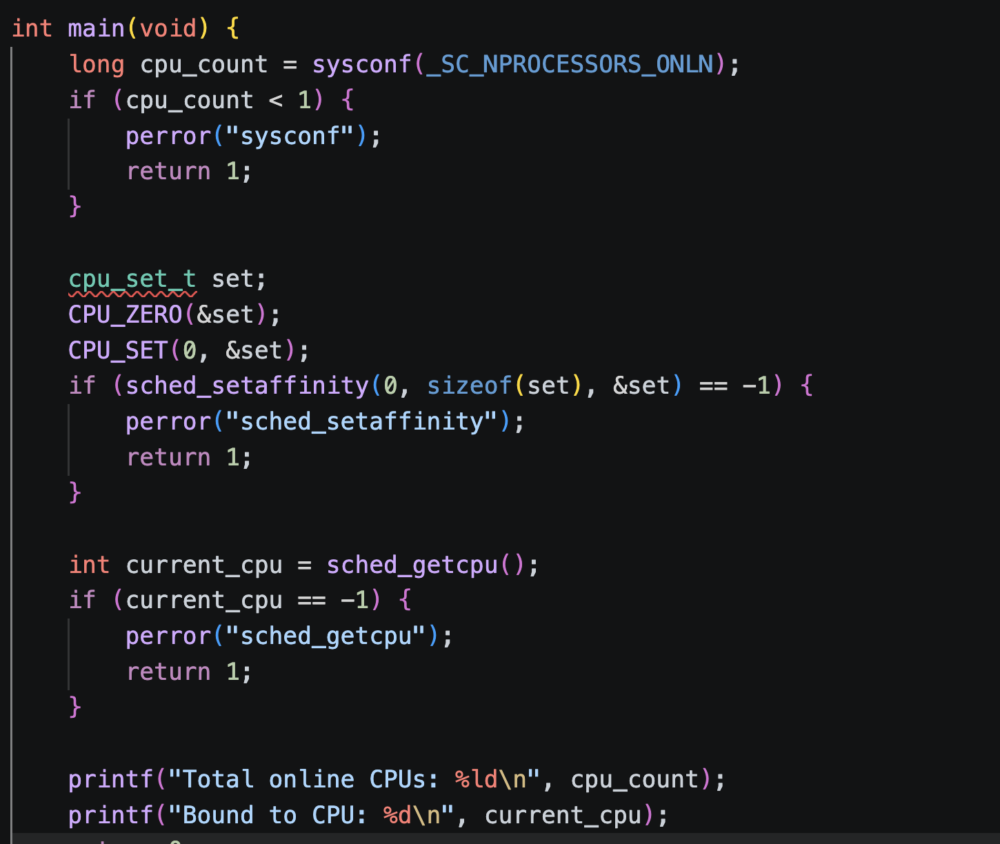 int main(void) {
    long cpu_count = sysconf(_SC_NPROCESSORS_ONLN);
    if (cpu_count < 1) {
        perror("sysconf");
        return 1;
    }

    cpu_set_t set;
    CPU_ZERO(&set);
    CPU_SET(0, &set);
    if (sched_setaffinity(0, sizeof(set), &set) == -1) {
        perror("sched_setaffinity");
        return 1;
    }

    int current_cpu = sched_getcpu();
    if (current_cpu == -1) {
        perror("sched_getcpu");
        return 1;
    }

    printf("Total online CPUs: %ld\n", cpu_count);
    printf("Bound to CPU: %d\n", current_cpu);